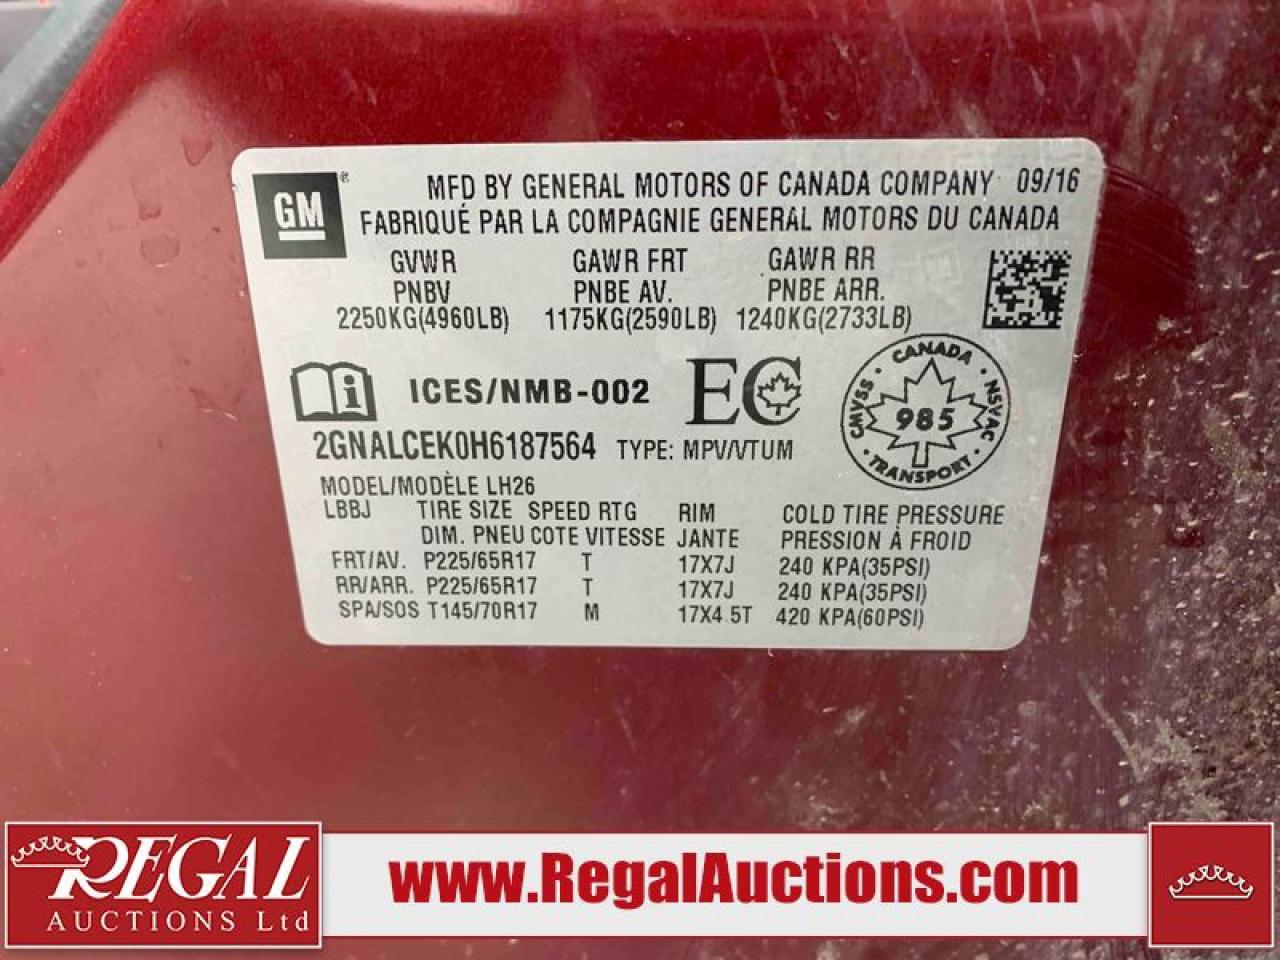 GM®
MFD BY GENERAL MOTORS OF CANADA COMPANY 09/16
FABRIQUÉ PAR LA COMPAGNIE GENERAL MOTORS DU CANADA
GVWR GAWR FRT GAWR RR
PNBV PNBE AV. PNBE ARR.
2250KG(4960LB) 1175KG(2590LB) 1240KG(2733LB)
i ICES/NMB-002 EC
CANADA
CMVSS 985 NSVAC
TRANSPORT
2GNALCEK0H6187564 TYPE: MPV/VTUM
MODEL/MODÈLE LH26
LBBJ TIRE SIZE SPEED RTG RIM COLD TIRE PRESSURE
DIM. PNEU COTE VITESSE JANTE PRESSION À FROID
FRT/AV. P225/65R17 T 17X7J 240 KPA(35PSI)
RR/ARR. P225/65R17 T 17X7J 240 KPA(35PSI)
SPA/SOS T145/70R17 M 17X4.5T 420 KPA(60PSI)
REGAL
AUCTIONS Ltd
www.RegalAuctions.com